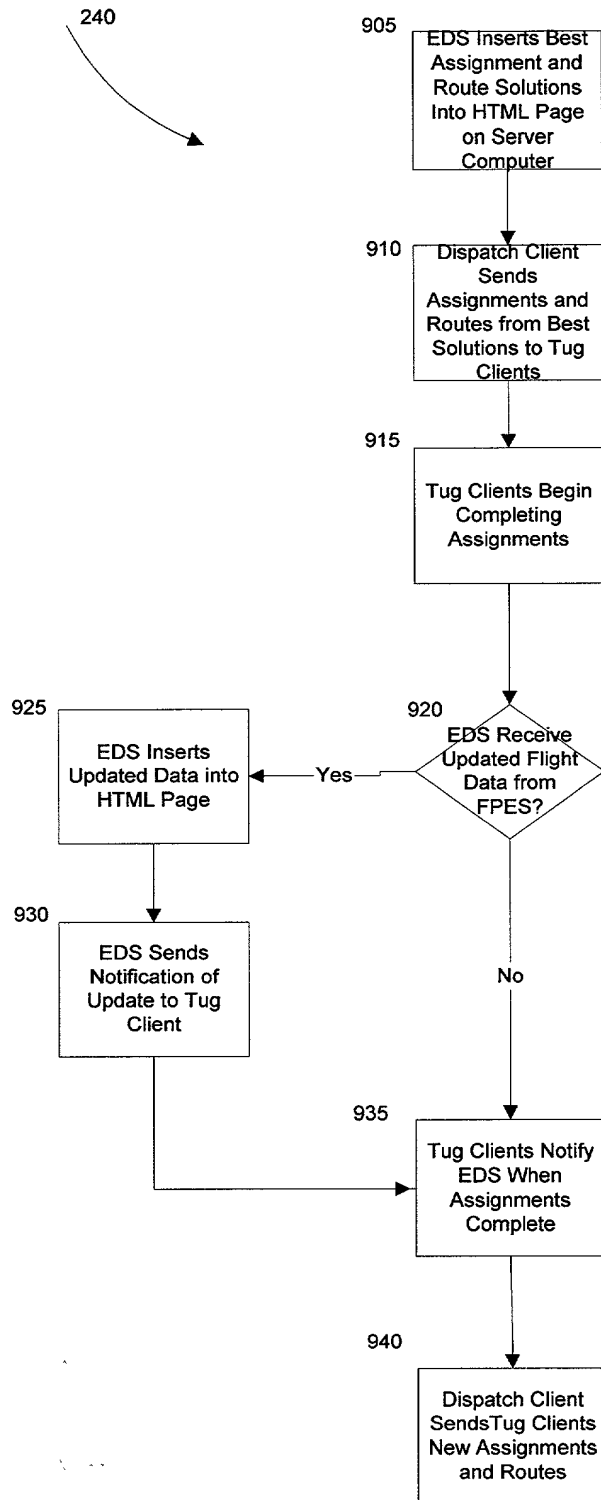 240
905
EDS Inserts Best
Assignment and
Route Solutions
Into HTML Page
on Server
Computer
910
Dispatch Client
Sends
Assignments and
Routes from Best
Solutions to Tug
Clients
915
Tug Clients Begin
Completing
Assignments
920
EDS Receive
Updated Flight
Data from
FPES?
Yes
925
EDS Inserts
Updated Data into
HTML Page
930
EDS Sends
Notification of
Update to Tug
Client
No
935
Tug Clients Notify
EDS When
Assignments
Complete
940
Dispatch Client
SendsTug Clients
New Assignments
and Routes